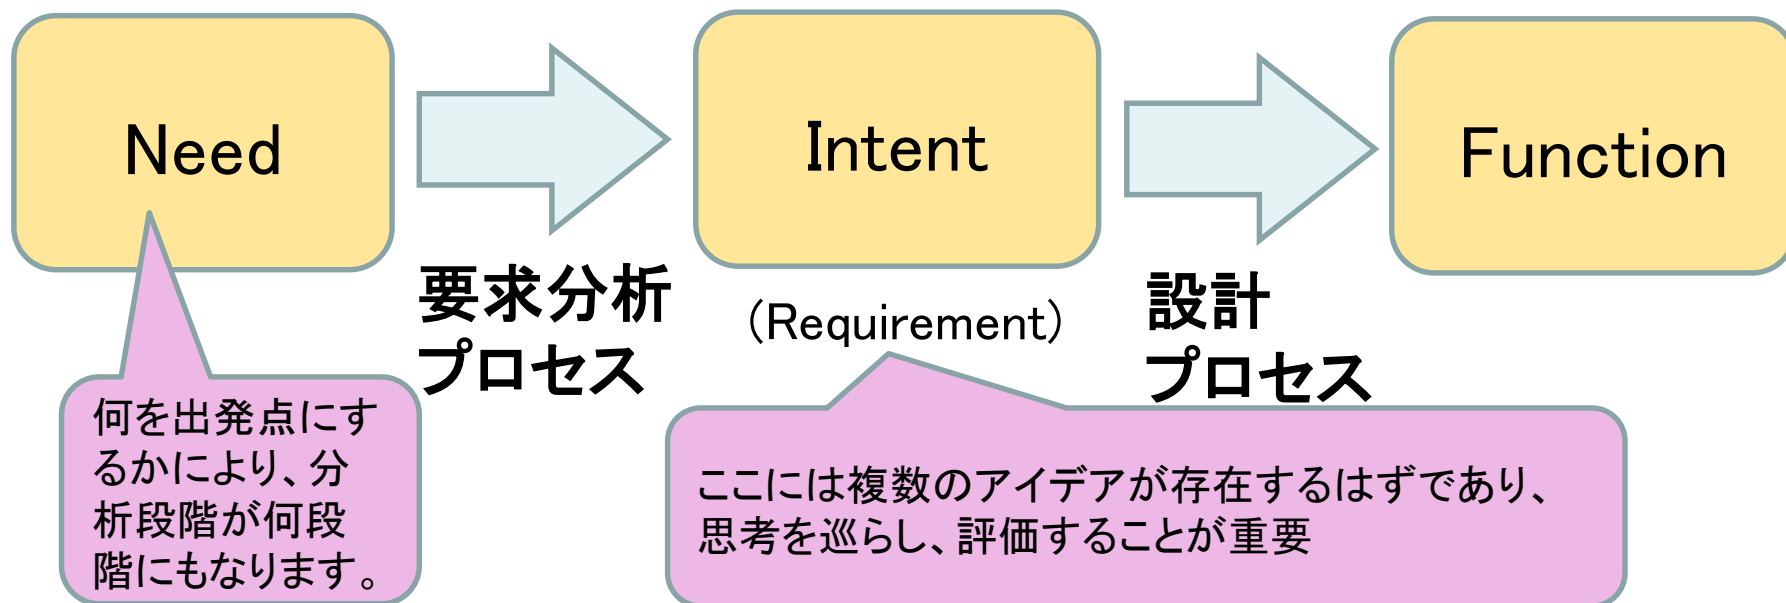 Need
Intent
Function
要求分析
プロセス
(Requirement)
設計
プロセス
何を出発点にす
るかにより、分
析段階が何段
階にもなります。
ここには複数のアイデアが存在するはずであり、
思考を巡らし、評価することが重要